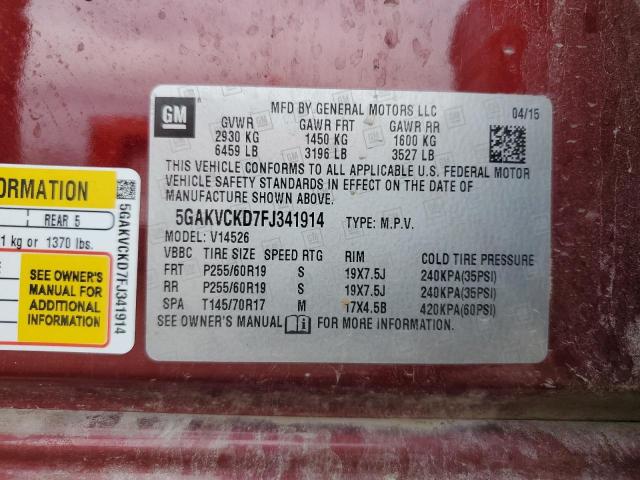 GM
MFD BY GENERAL MOTORS LLC 04/15
GVWR GAWR FRT GAWR RR
2930 KG 1450 KG 1600 KG
6459 LB 3196 LB 3527 LB
THIS VEHICLE CONFORMS TO ALL APPLICABLE U.S. FEDERAL MOTOR
VEHICLE SAFETY STANDARDS IN EFFECT ON THE DATE OF
MANUFACTURE SHOWN ABOVE.
5GAKVCKD7FJ341914 TYPE: M.P.V.
MODEL: V14526
VBBC TIRE SIZE SPEED RTG RIM COLD TIRE PRESSURE
FRT P255/60R19 S 19X7.5J 240KPA(35PSI)
RR P255/60R19 S 19X7.5J 240KPA(35PSI)
SPA T145/70R17 M 17X4.5B 420KPA(60PSI)
SEE OWNER'S MANUAL FOR MORE INFORMATION.
ORMATION
REAR 5
1 kg or 1370 lbs.
SEE OWNER'S
MANUAL FOR
ADDITIONAL
INFORMATION
5GAKVCKD7FJ341914